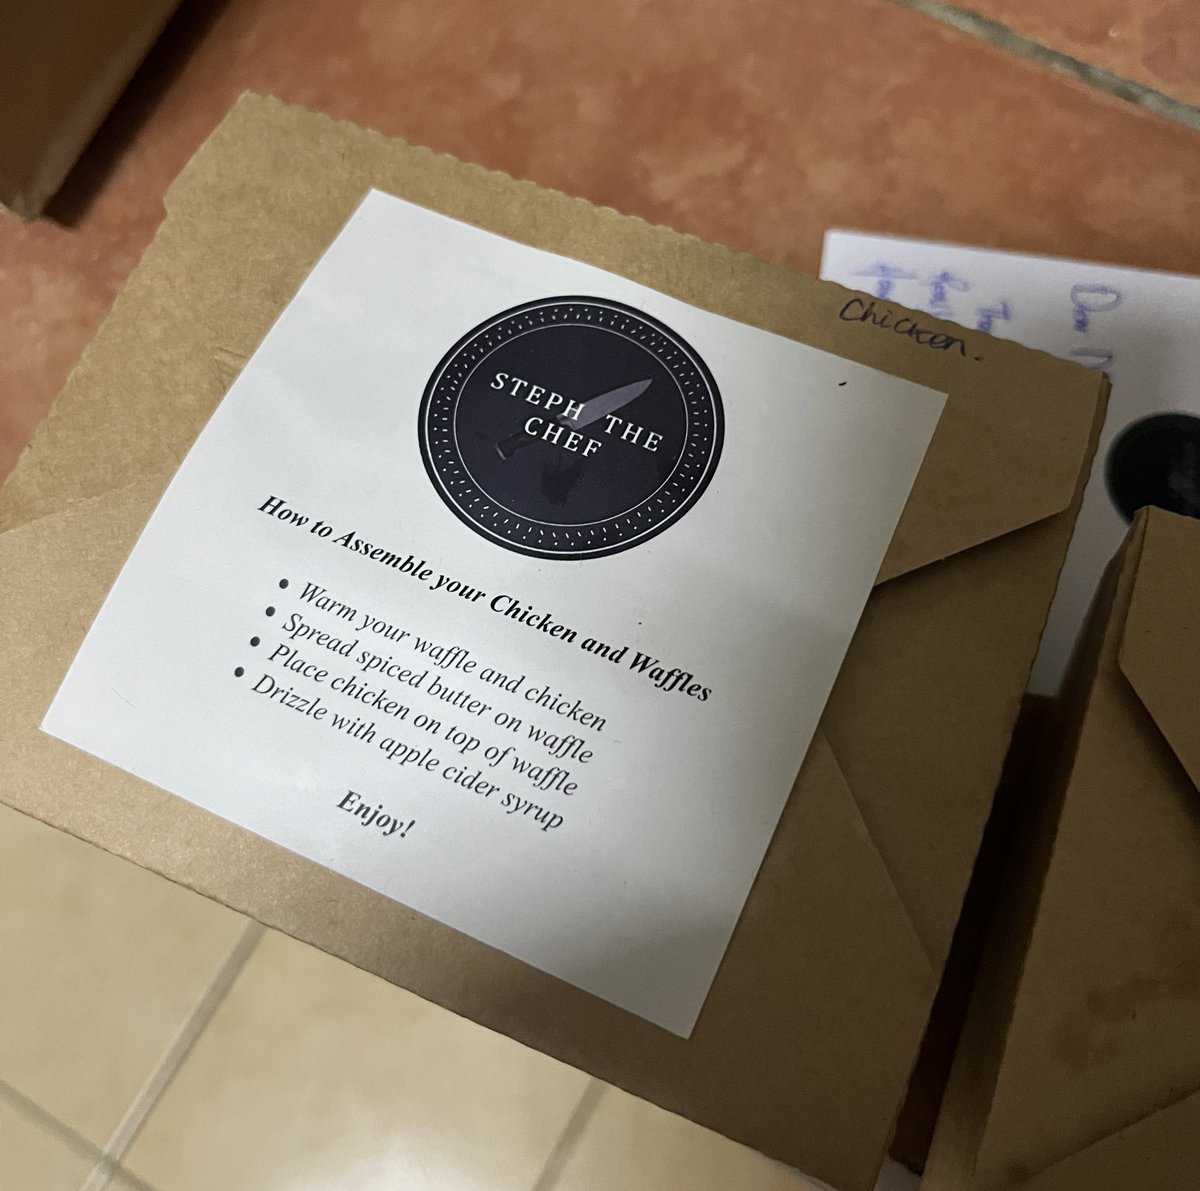 Chicken.
STEPH THE
CHEF
How to Assemble your Chicken and Waffles
• Warm your waffle and chicken
• Spread spiced butter on waffle
• Place chicken on top of waffle
• Drizzle with apple cider syrup
Enjoy!